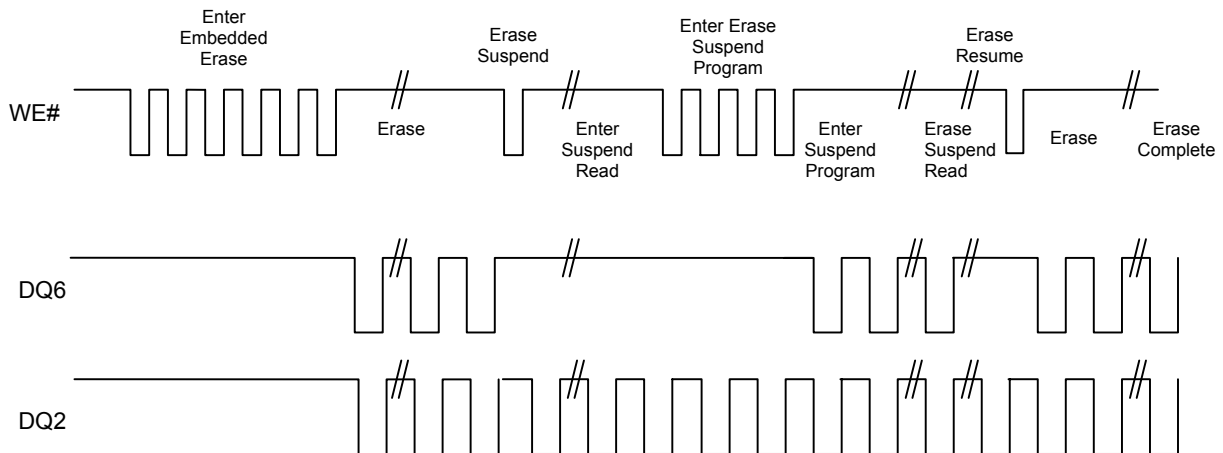 Enter
Embedded
Erase
Erase
Suspend
Enter Erase
Suspend
Program
Erase
Resume
WE#
Erase
Enter
Suspend
Read
Enter
Suspend
Program
Erase
Suspend
Read
Erase
Erase
Complete
DQ6
DQ2